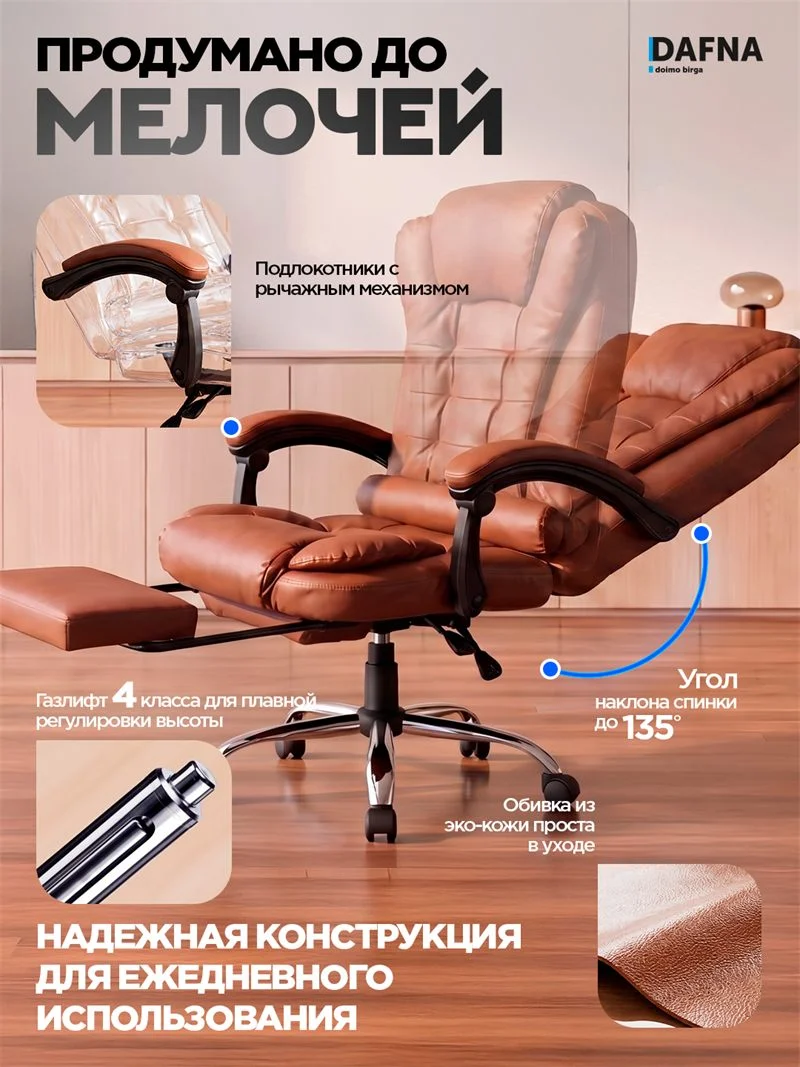 ПРОДУМАНО ДО
МЕЛОЧЕЙ
DAFNA
doimo birga
Подлокотники с
рычажным механизмом
Угол
наклона спинки
до 135°
Газлифт 4 класса для плавной
регулировки высоты
Обивка из
эко-кожи проста
в уходе
НАДЕЖНАЯ КОНСТРУКЦИЯ
ДЛЯ ЕЖЕДНЕВНОГО
ИСПОЛЬЗОВАНИЯ